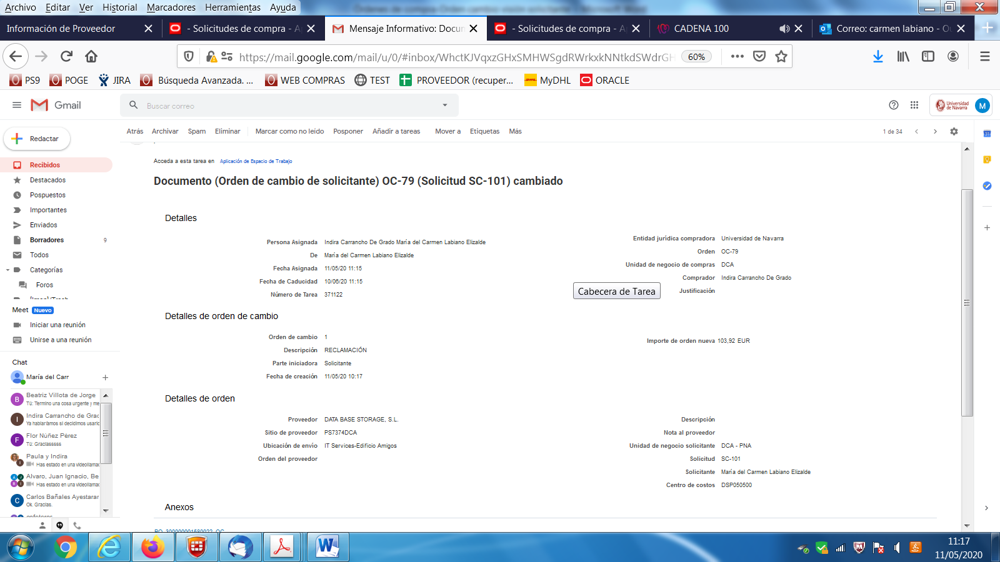 Archivo Editar Ver Historial Marcadores Herramientas Ayuda
Información de Proveedor
- Solicitudes de compra - A
Mensaje Informativo: Docum
- Solicitudes de compra - A
CADENA 100
Correo: carmen labiano - Ou
https://mail.google.com/mail/u/0/#inbox/WhctKJVqxzGHxSMHWSgdRWrkxkNNtkdSWdrGH
60%
PS9 POGE JIRA Búsqueda Avanzada. ... WEB COMPRAS TEST PROVEEDOR (recuper... MyDHL ORACLE
Gmail
Buscar correo
Universidad
de Navarra
M
Redactar
Atrás Archivar Spam Eliminar Marcar como no leído Posponer Añadir a tareas Mover a Etiquetas Más
1 de 34
Recibidos
Destacados
Pospuestos
Importantes
Enviados
Borradores 9
Todos
Categorías
Foros
[Imap]/Trash
Meet Nuevo
Iniciar una reunión
Unirse a una reunión
Chat
María del Carr
Beatriz Villota de Jorge
Tú: Termino una cosa urgente y me
Indira Carrancho de Grac
Ya hablaríamos si decidimos usarlo
Flor Núñez Pérez
Tú: Graciasssss
Paula y Indira
Has estado en una videollamad
Alvaro, Juan Ignacio, Be
Has estado en una videollamad
Carlos Bañales Ayestarar
Ok. Gracias.
cafeteros
Acceda a esta tarea en Aplicación de Espacio de Trabajo
Documento (Orden de cambio de solicitante) OC-79 (Solicitud SC-101) cambiado
Detalles
Persona Asignada Indira Carrancho De Grado María del Carmen Labiano Elizalde
De María del Carmen Labiano Elizalde
Fecha Asignada 11/05/20 11:15
Fecha de Caducidad 10/06/20 11:15
Número de Tarea 371122
Entidad jurídica compradora Universidad de Navarra
Orden OC-79
Unidad de negocio de compras DCA
Comprador Indira Carrancho De Grado
Justificación
Cabecera de Tarea
Detalles de orden de cambio
Orden de cambio 1
Descripción RECLAMACIÓN
Parte iniciadora Solicitante
Fecha de creación 11/05/20 10:17
Importe de orden nueva 103,92 EUR
Detalles de orden
Proveedor DATA BASE STORAGE, S.L.
Sitio de proveedor PS7374DCA
Ubicación de envío IT Services-Edificio Amigos
Orden del proveedor
Descripción
Nota al proveedor
Unidad de negocio solicitante DCA - PNA
Solicitud SC-101
Solicitante María del Carmen Labiano Elizalde
Centro de costos DSP050500
Anexos
PO_300000001580022_OC
11:17
11/05/2020